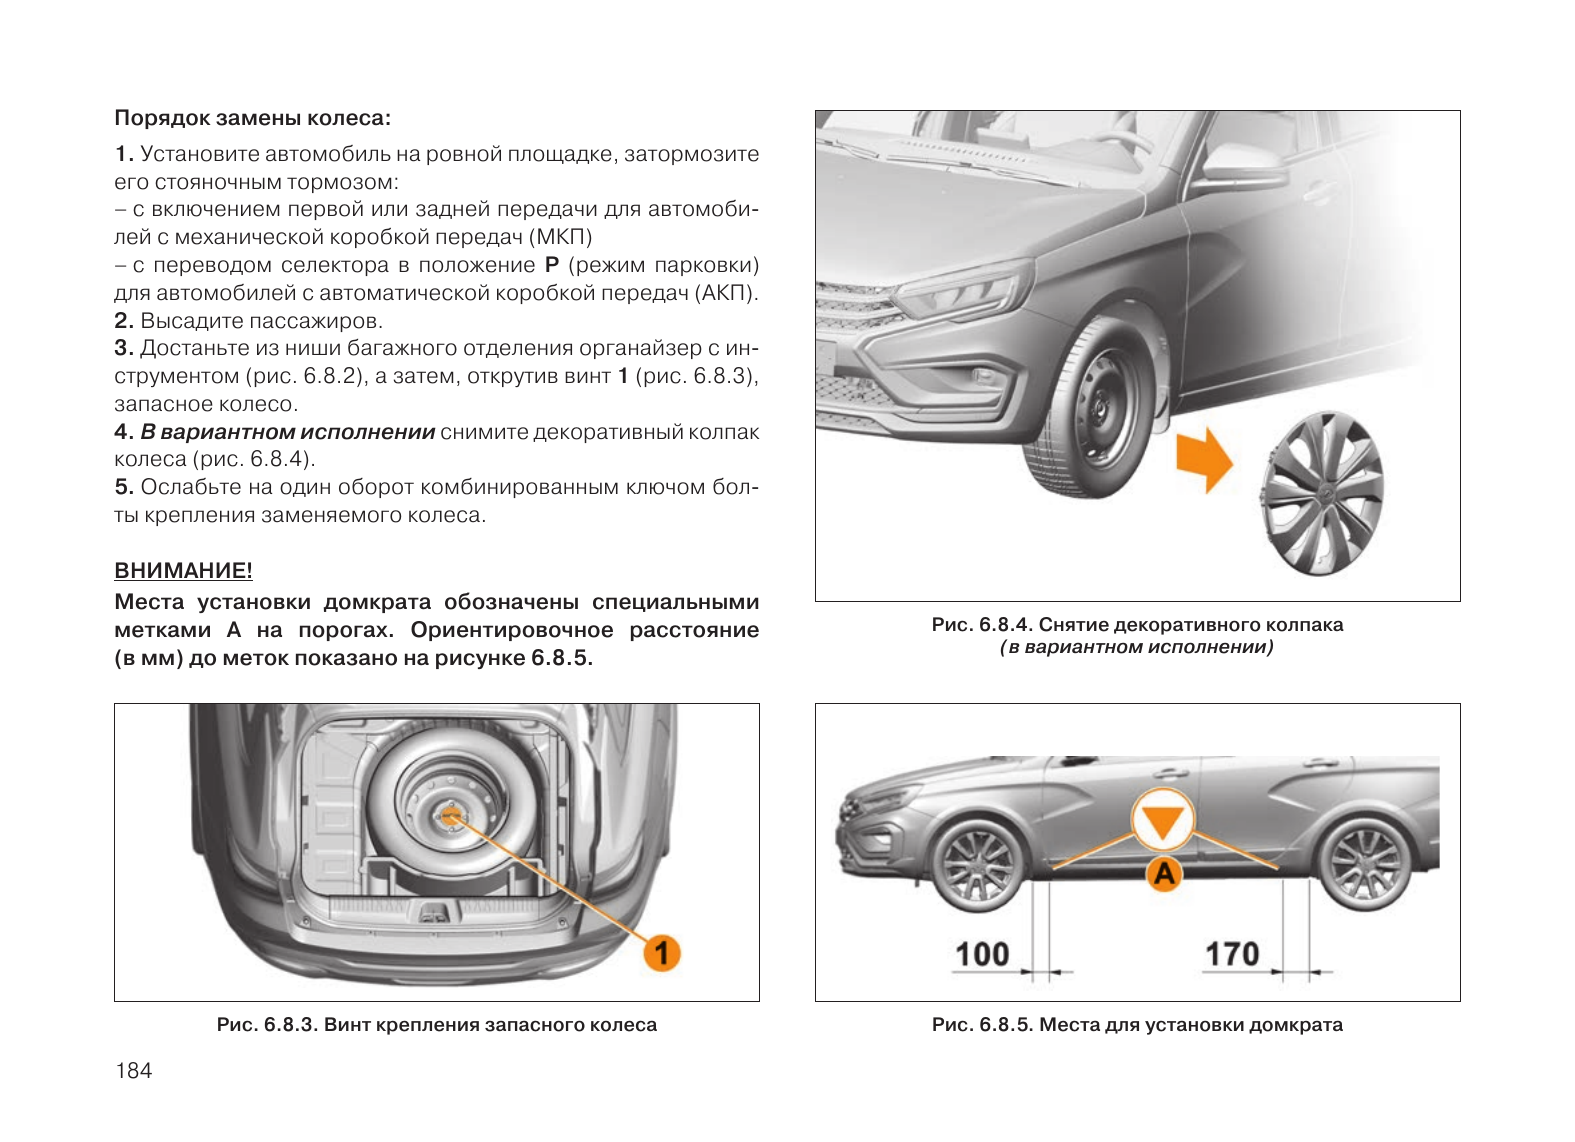 Порядок замены колеса:
1. Установите автомобиль на ровной площадке, затормозите
его стояночным тормозом:
– с включением первой или задней передачи для автомоби-
лей с механической коробкой передач (МКП)
– с переводом селектора в положение P (режим парковки)
для автомобилей с автоматической коробкой передач (АКП).
2. Высадите пассажиров.
3. Достаньте из ниши багажного отделения органайзер с ин-
струментом (рис. 6.8.2), а затем, открутив винт 1 (рис. 6.8.3),
запасное колесо.
4. В вариантном исполнении снимите декоративный колпак
колеса (рис. 6.8.4).
5. Ослабьте на один оборот комбинированным ключом бол-
ты крепления заменяемого колеса.
ВНИМАНИЕ!
Места установки домкрата обозначены специальными
метками А на порогах. Ориентировочное расстояние
(в мм) до меток показано на рисунке 6.8.5.
1
Рис. 6.8.3. Винт крепления запасного колеса
Рис. 6.8.4. Снятие декоративного колпака
(в вариантном исполнении)
A
100
170
Рис. 6.8.5. Места для установки домкрата
184